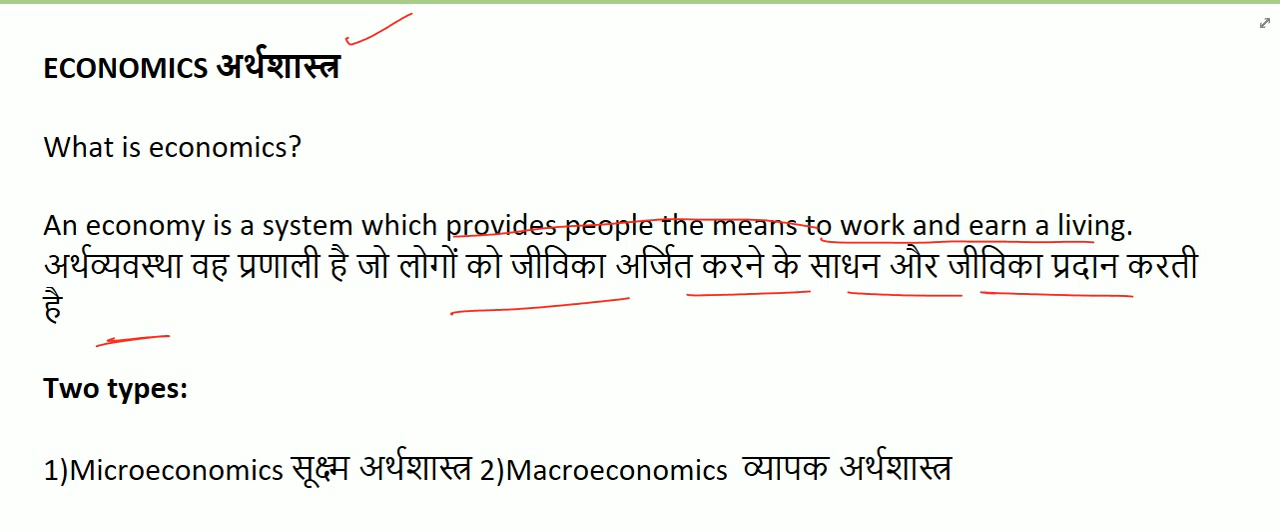 ECONOMICS अर्थशास्त्र
What is economics?
An economy is a system which provides people the means to work and earn a living.
अर्थव्यवस्था वह प्रणाली है जो लोगों को जीविका अर्जित करने के साधन और जीविका प्रदान करती
है
Two types:
1)Microeconomics सूक्ष्म अर्थशास्त्र 2)Macroeconomics व्यापक अर्थशास्त्र